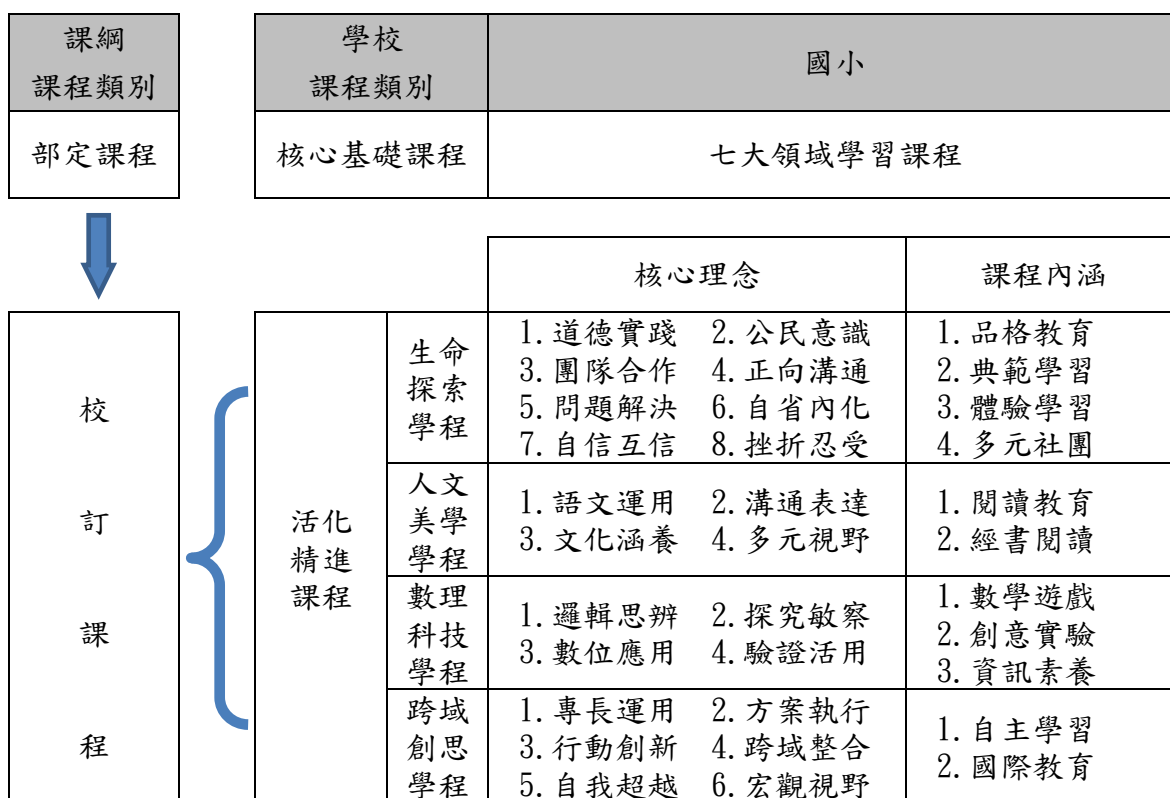 課綱
課程類別
學校
課程類別
國小
部定課程
核心基礎課程
七大領域學習課程
核心理念
課程內涵
校
訂
課
程
活化
精進
課程
生命
探索
學程
1.道德實踐 2.公民意識
3.團隊合作 4.正向溝通
5.問題解決 6.自省內化
7.自信互信 8.挫折忍受
1.品格教育
2.典範學習
3.體驗學習
4.多元社團
人文
美學
學程
1.語文運用 2.溝通表達
3.文化涵養 4.多元視野
1.閱讀教育
2.經書閱讀
數理
科技
學程
1.邏輯思辨 2.探究敏察
3.數位應用 4.驗證活用
1.數學遊戲
2.創意實驗
3.資訊素養
跨域
創思
學程
1.專長運用 2.方案執行
3.行動創新 4.跨域整合
5.自我超越 6.宏觀視野
1.自主學習
2.國際教育